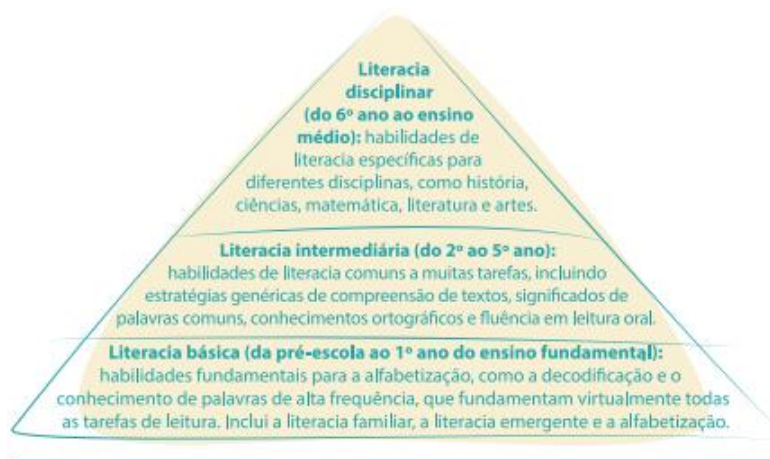 Literacia
disciplinar
(do 6º ano ao ensino
médio): habilidades de
literacia específicas para
diferentes disciplinas, como história,
ciências, matemática, literatura e artes.
Literacia intermediária (do 2º ao 5º ano):
habilidades de literacia comuns a muitas tarefas, incluindo
estratégias genéricas de compreensão de textos, significados de
palavras comuns, conhecimentos ortográficos e fluência em leitura oral.
Literacia básica (da pré-escola ao 1º ano do ensino fundamental):
habilidades fundamentais para a alfabetização, como a decodificação e o
conhecimento de palavras de alta frequência, que fundamentam virtualmente todas
as tarefas de leitura. Inclui a literacia familiar, a literacia emergente e a alfabetização.